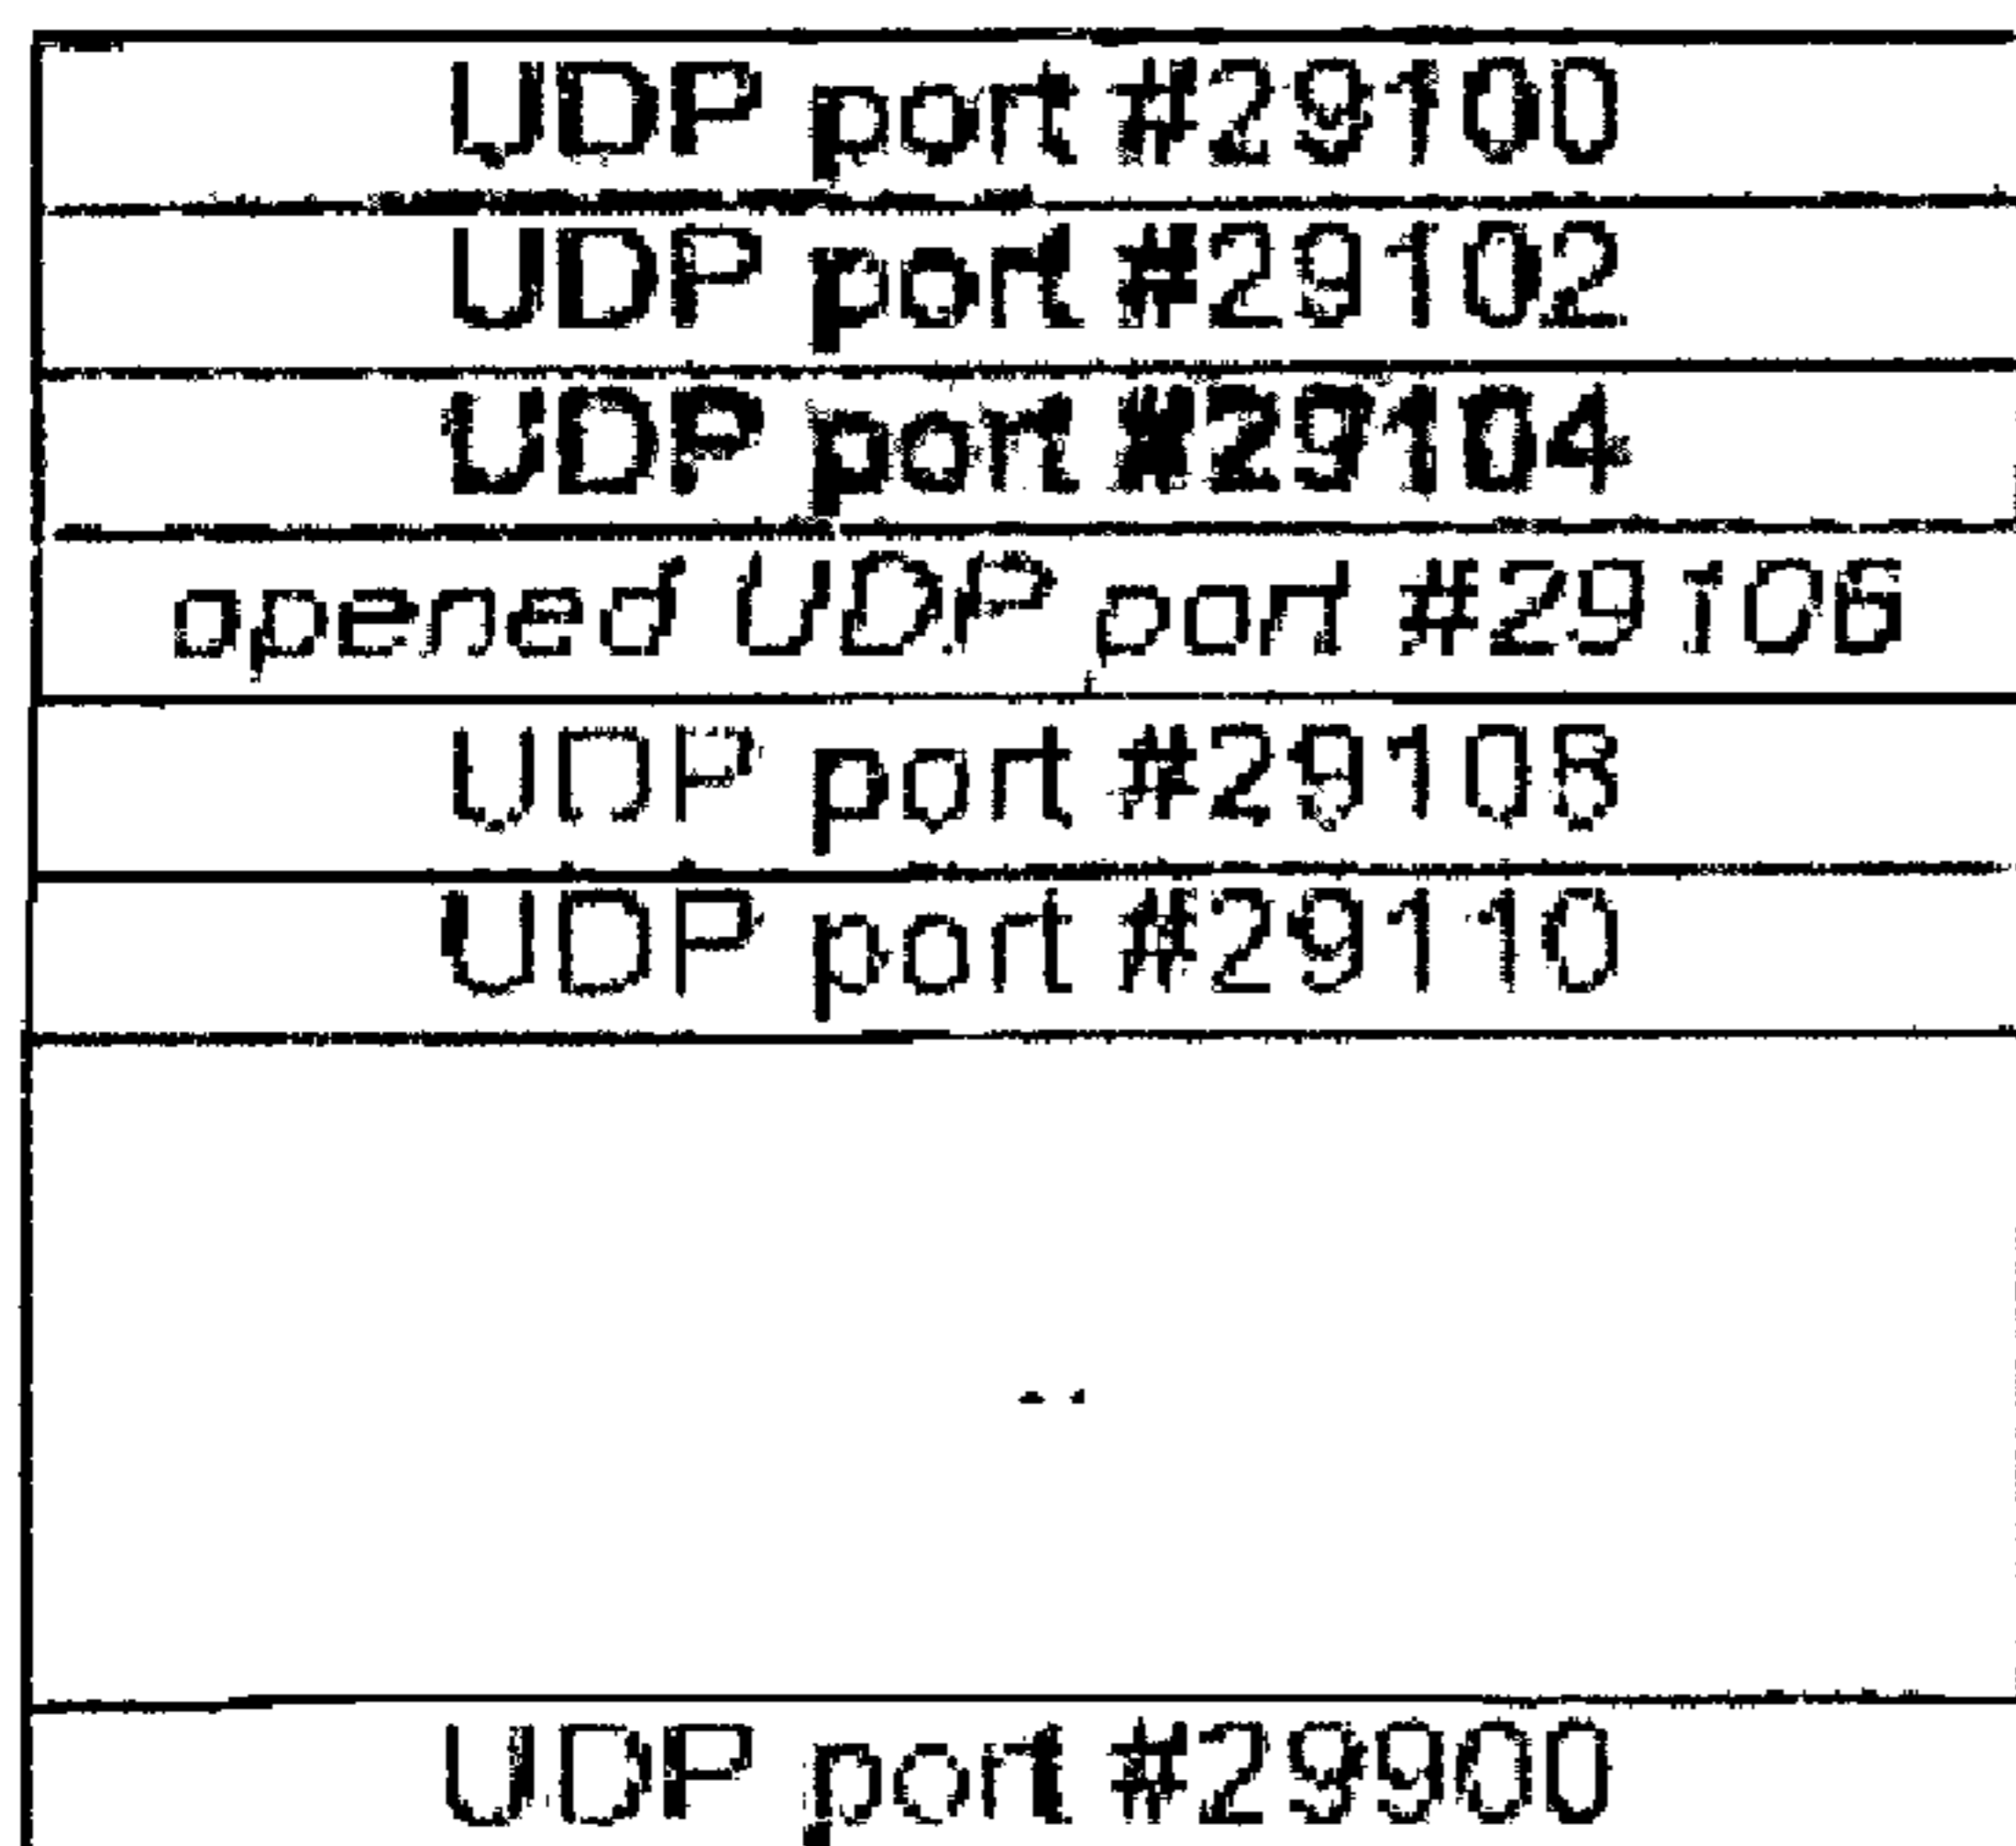 UDP port #29100
UDP port #29102
UDP port #29104
opened UDP port #29106
UDP port #29108
UDP port #29110
UDP port #29900